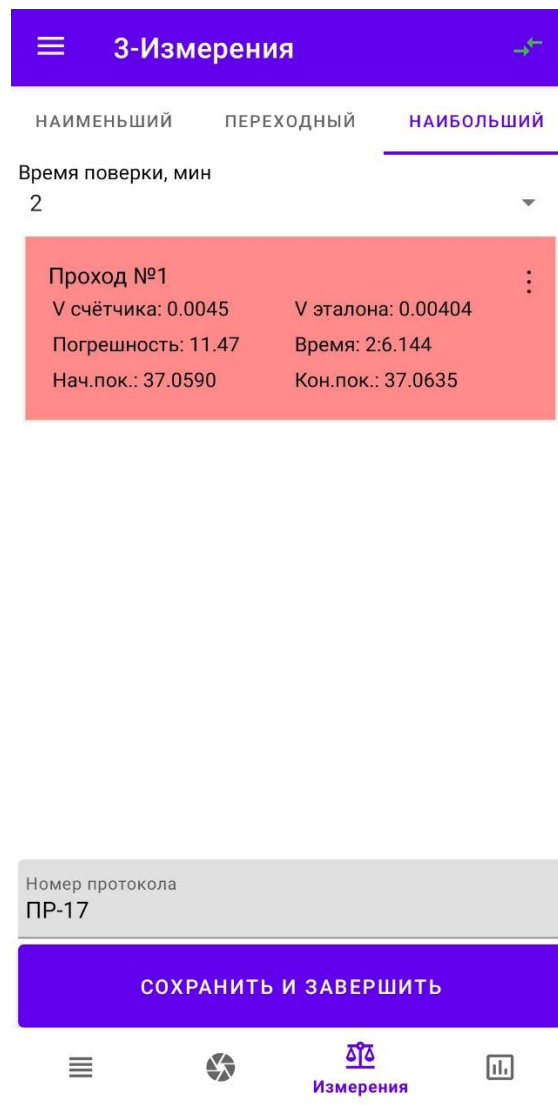 3-Измерения
НАИМЕНЬШИЙ ПЕРЕХОДНЫЙ НАИБОЛЬШИЙ
Время поверки, мин
2
Проход №1
V счётчика: 0.0045 V эталона: 0.00404
Погрешность: 11.47 Время: 2:6.144
Нач.пок.: 37.0590 Кон.пок.: 37.0635
Номер протокола
ПР-17
СОХРАНИТЬ И ЗАВЕРШИТЬ
Измерения